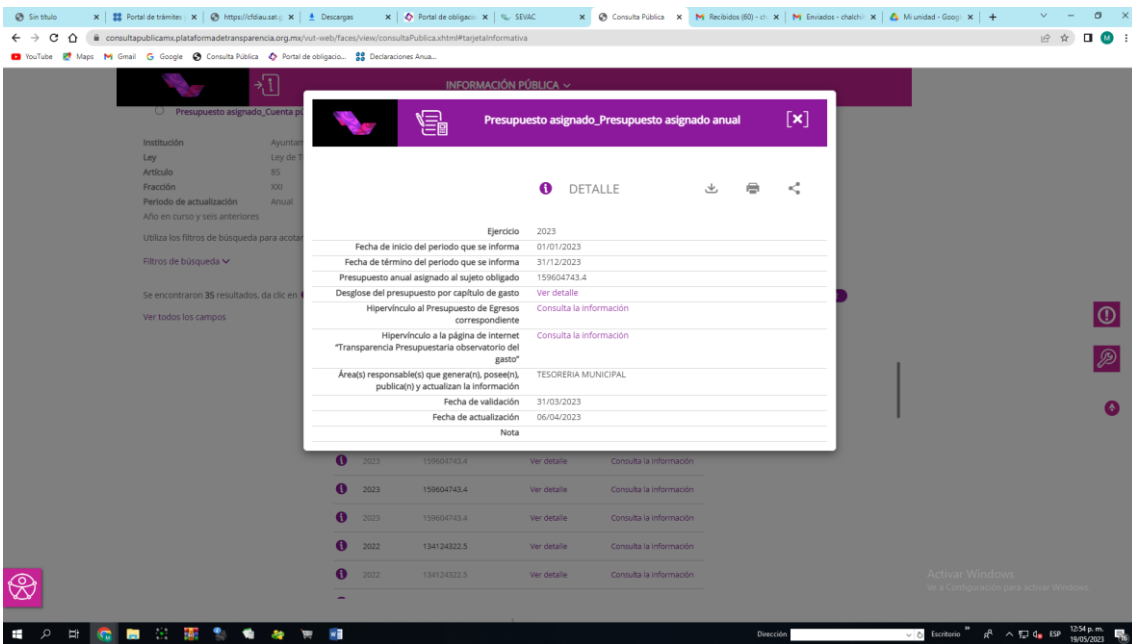 Sin título
Portal de trámites
https://cfdiau.sat.g
Descargas
Portal de obligacio
SEVAC
Consulta Pública
Recibidos (60) - ch
Enviados - chalchi
Mi unidad - Googl
consultapublicamx.plataformadetransparencia.org.mx/vut-web/faces/view/consultaPublica.xhtml#tarjetaInformativa
YouTube
Maps
Gmail
Google
Consulta Pública
Portal de obligacio...
Declaraciones Anua...
INFORMACIÓN PÚBLICA
Presupuesto asignado_Cuenta pú
Institución Ayuntam
Ley Ley de T
Artículo 85
Fracción XXI
Periodo de actualización Anual
Año en curso y seis anteriores
Utiliza los filtros de búsqueda para acotar
Filtros de búsqueda
Se encontraron 35 resultados, da clic en
Ver todos los campos
Presupuesto asignado_Presupuesto asignado anual
[×]
DETALLE
Ejercicio 2023
Fecha de inicio del periodo que se informa 01/01/2023
Fecha de término del periodo que se informa 31/12/2023
Presupuesto anual asignado al sujeto obligado 159604743.4
Desglose del presupuesto por capítulo de gasto Ver detalle
Hipervínculo al Presupuesto de Egresos Consulta la información
correspondiente
Hipervínculo a la página de internet Consulta la información
"Transparencia Presupuestaria observatorio del
gasto"
Área(s) responsable(s) que genera(n), posee(n), TESORERIA MUNICIPAL
publica(n) y actualizan la información
Fecha de validación 31/03/2023
Fecha de actualización 06/04/2023
Nota
2023 159604743.4 Ver detalle Consulta la información
2023 159604743.4 Ver detalle Consulta la información
2023 159604743.4 Ver detalle Consulta la información
2022 134124322.5 Ver detalle Consulta la información
2022 134124322.5 Ver detalle Consulta la información
Activar Windows
Ve a Configuración para activar Windows.
Dirección
Escritorio
ESP
12:54 p. m.
19/05/2023